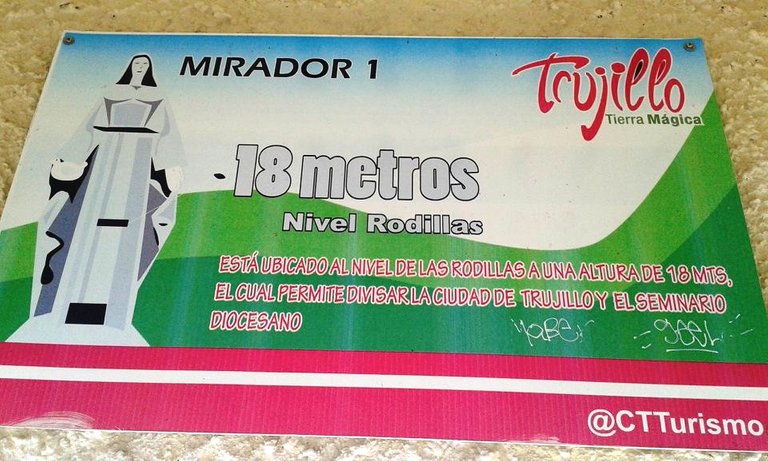 MIRADOR 1
Trujillo
Tierra Mágica
18 metros
Nivel Rodillas
ESTÁ UBICADO AL NIVEL DE LAS RODILLAS A UNA ALTURA DE 18 MTS,
EL CUAL PERMITE DIVISAR LA CIUDAD DE TRUJILLO Y EL SEMINARIO
DIOCESANO
@CTTurismo